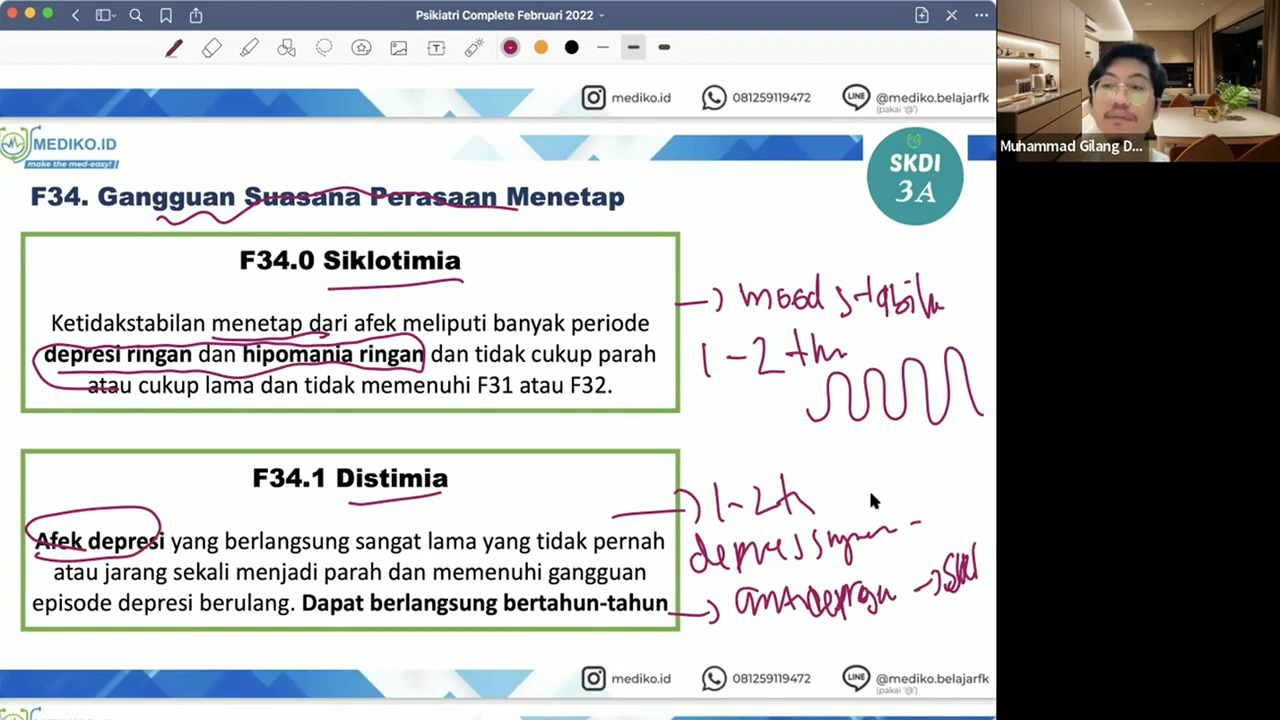 Psikiatri Complete Februari 2022
mediko.id
081259119472
@mediko.belajarfk
(pakai '@')
MEDIKO.ID
make the med-easy!
SKDI
3A
Muhammad Gilang D...
F34. Gangguan Suasana Perasaan Menetap
F34.0 Siklotimia
Ketidakstabilan menetap dari afek meliputi banyak periode
depresi ringan dan hipomania ringan dan tidak cukup parah
atau cukup lama dan tidak memenuhi F31 atau F32.
mood stabilizer
1-2 thn
F34.1 Distimia
Afek depresi yang berlangsung sangat lama yang tidak pernah
atau jarang sekali menjadi parah dan memenuhi gangguan
episode depresi berulang. Dapat berlangsung bertahun-tahun
1-2 th
depresi
mediko.id
081259119472
@mediko.belajarfk
(pakai '@')